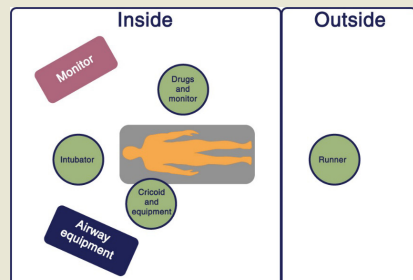 Inside
Outside
Monitor
Drugs
and
monitor
Intubator
Runner
Cricoid
and
equipment
Airway
equipment